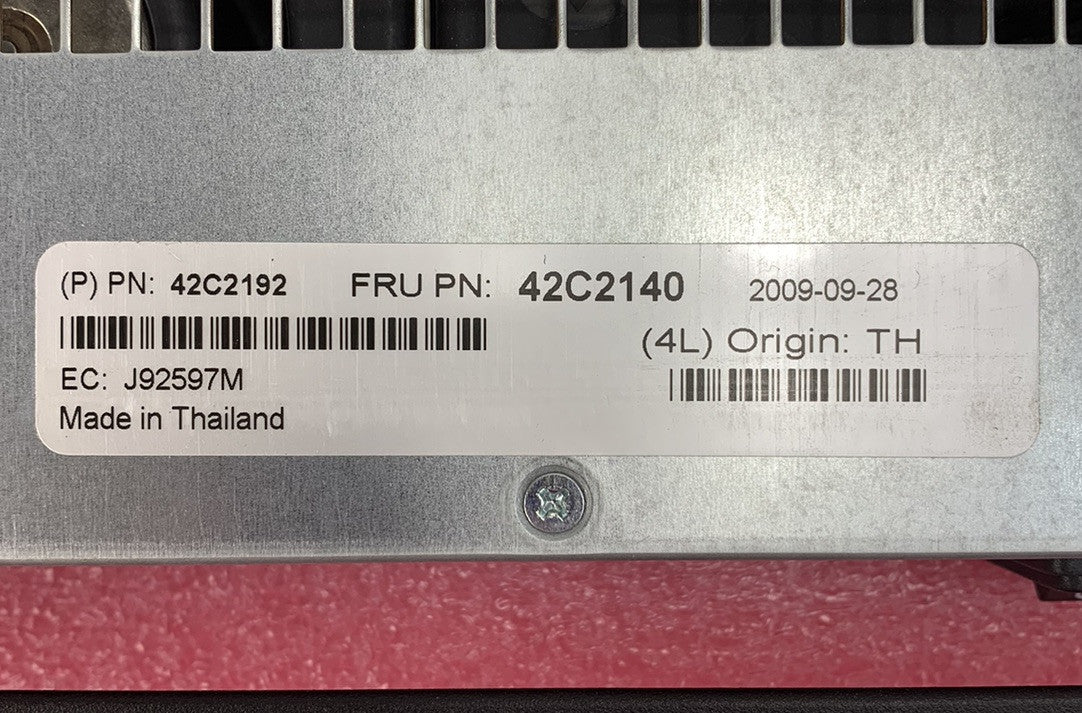 (P) PN: 42C2192 FRU PN: 42C2140 2009-09-28
(4L) Origin: TH
EC: J92597M
Made in Thailand